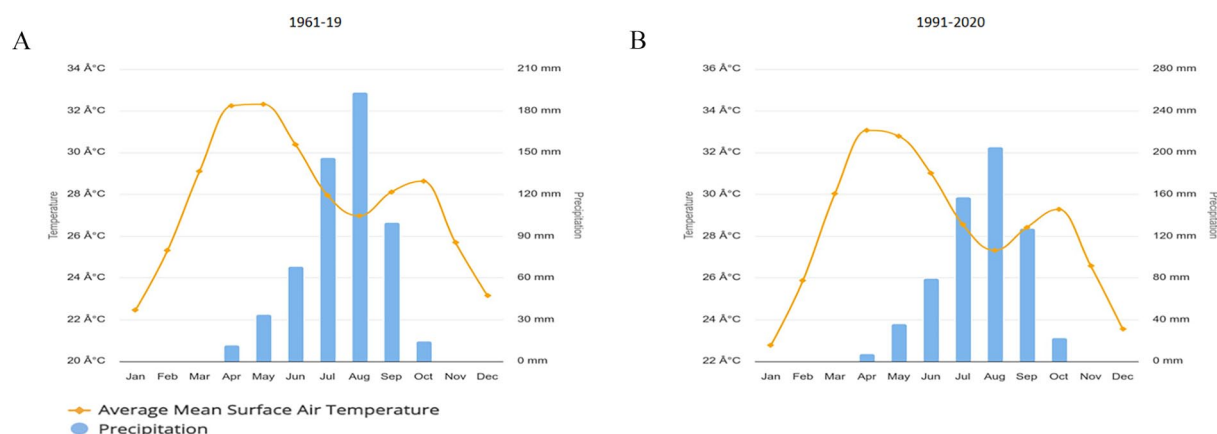 A
1961-19
34 Å°C
32 Å°C
30 Å°C
28 Å°C
26 Å°C
24 Å°C
22 Å°C
20 Å°C
Temperature
210 mm
180 mm
150 mm
120 mm
90 mm
60 mm
30 mm
0 mm
Precipitation
Jan Feb Mar Apr May Jun Jul Aug Sep Oct Nov Dec
Average Mean Surface Air Temperature
Precipitation
B
1991-2020
36 Å°C
34 Å°C
32 Å°C
30 Å°C
28 Å°C
26 Å°C
24 Å°C
22 Å°C
Temperature
280 mm
240 mm
200 mm
160 mm
120 mm
80 mm
40 mm
0 mm
Precipitation
Jan Feb Mar Apr May Jun Jul Aug Sep Oct Nov Dec